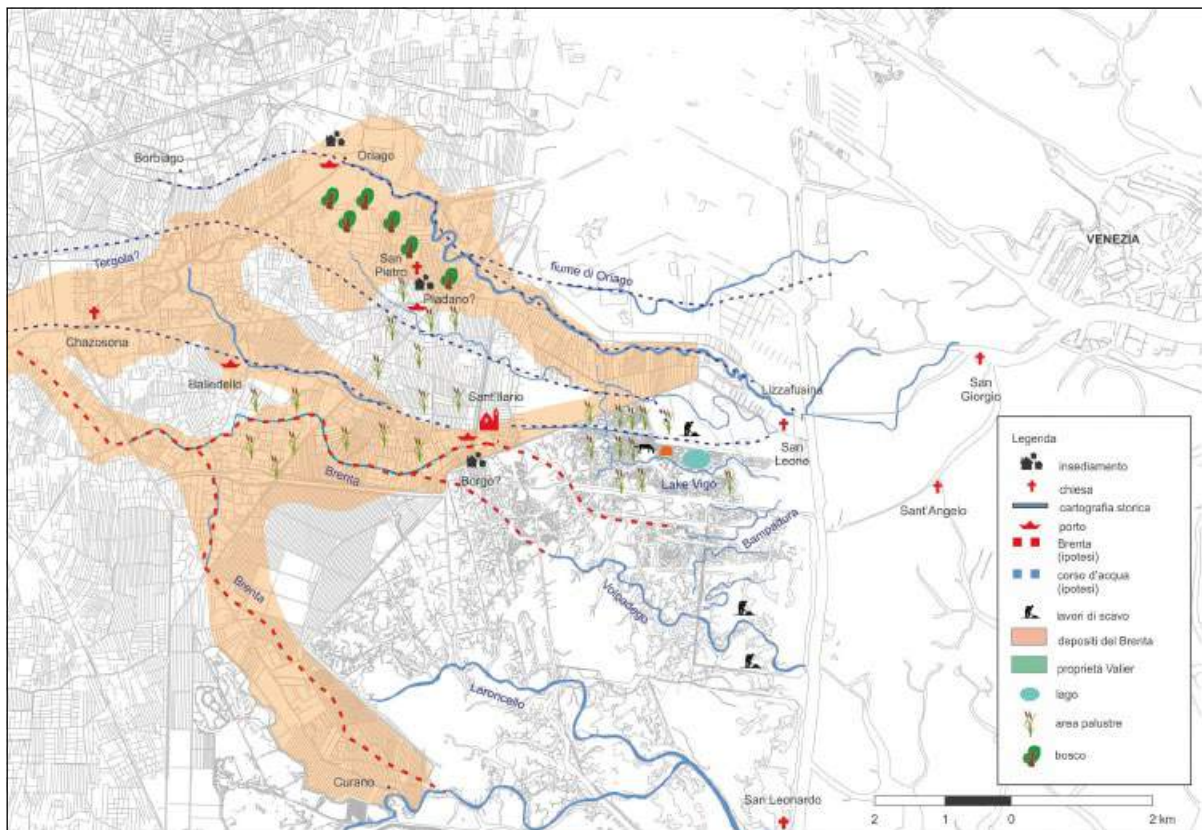 Borbiago
Oriago
VENEZIA
Tergola?
San
Pietro
fiume di Oriago
Pladano?
Chazosona
Balledello
Lizzafusina
San
Giorgio
Sant'Ilario
San
Leone
Brenta
Borgo?
Lake Vigo
Sant'Angelo
Bampadura
Brenta
Volpadego
Laroncello
Curano
San Leonardo
Legenda
insediamento
chiesa
cartografia storica
porto
Brenta
(ipotesi)
corso d'acqua
(ipotesi)
lavori di scavo
depositi del Brenta
proprietà Valier
lago
area palustre
bosco
2 1 0 2 km